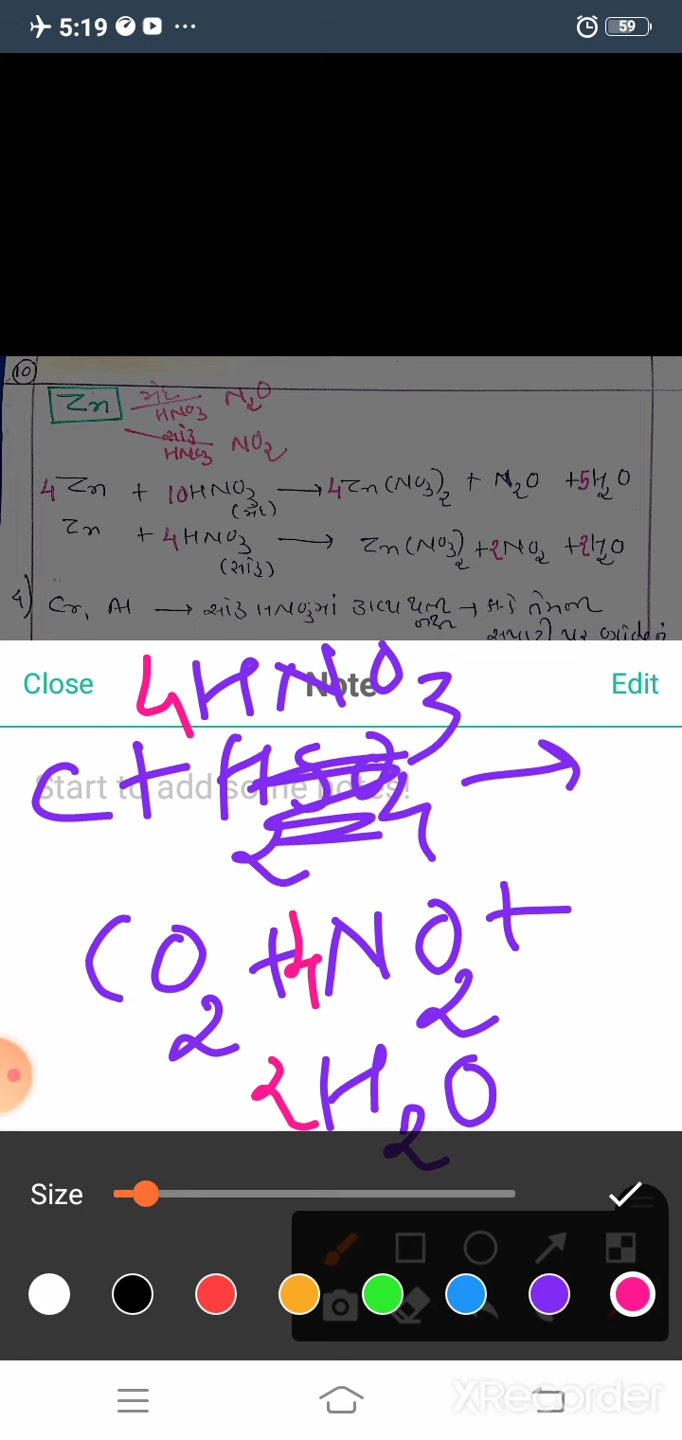 5:19
59
10
Zn મંદ HNO3 N2O
સાંદ્ર HNO3 NO2
4Zn + 10HNO3 → 4Zn(NO3)2 + N2O + 5H2O
(મંદ)
Zn + 4HNO3 → Zn(NO3)2 + 2NO2 + 2H2O
(સાંદ્ર)
4) Cr, Al → સાંદ્ર HNO3માં
Close Note Edit
Start to add some notes!
4HNO3
C + H2SO4 →
CO2 + 4NO2 +
2H2O
Size
XRecorder